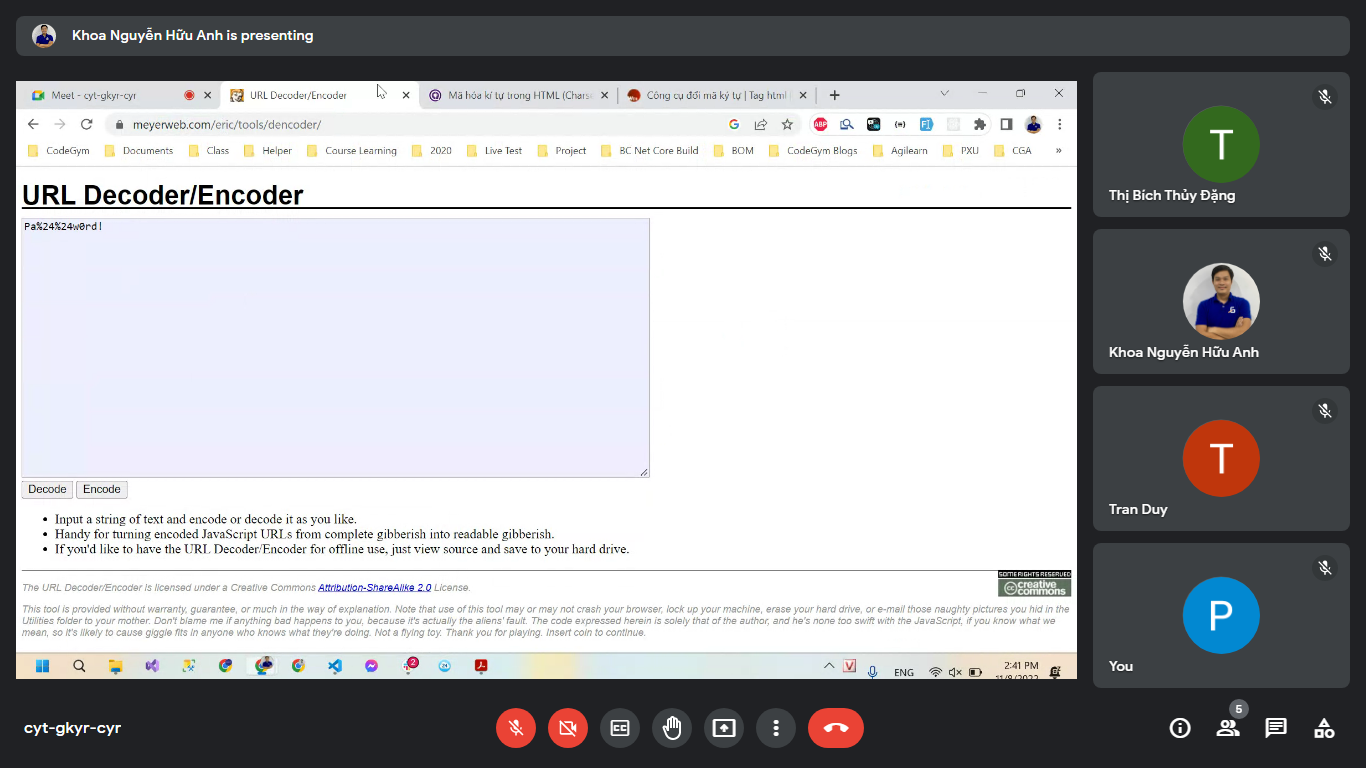 Khoa Nguyễn Hữu Anh is presenting
Meet - cyt-gkyr-cyr
URL Decoder/Encoder
Mã hóa kí tự trong HTML (Chars
Công cụ đổi mã ký tự | Tag html
meyerweb.com/eric/tools/dencoder/
CodeGym Documents Class Helper Course Learning 2020 Live Test Project BC Net Core Build BOM CodeGym Blogs Agilearn PXU CGA »
URL Decoder/Encoder
Pa%24%24w0rd!
Decode Encode
• Input a string of text and encode or decode it as you like.
• Handy for turning encoded JavaScript URLs from complete gibberish into readable gibberish.
• If you'd like to have the URL Decoder/Encoder for offline use, just view source and save to your hard drive.
The URL Decoder/Encoder is licensed under a Creative Commons Attribution-ShareAlike 2.0 License.
SOME RIGHTS RESERVED
creative commons
This tool is provided without warranty, guarantee, or much in the way of explanation. Note that use of this tool may or may not crash your browser, lock up your machine, erase your hard drive, or e-mail those naughty pictures you hid in the
Utilities folder to your mother. Don't blame me if anything bad happens to you, because it's actually the aliens' fault. The code expressed herein is solely that of the author, and he's none too swift with the JavaScript, if you know what we
mean, so it's likely to cause giggle fits in anyone who knows what they're doing. Not a flying toy. Thank you for playing. Insert coin to continue.
ENG
2:41 PM
T
Thị Bích Thủy Đặng
Khoa Nguyễn Hữu Anh
T
Tran Duy
P
You
cyt-gkyr-cyr
5